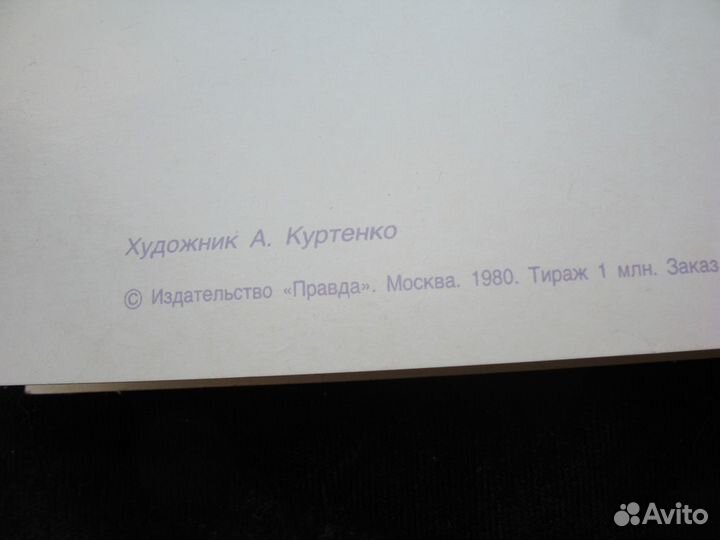 Художник А. Куртенко
© Издательство «Правда». Москва. 1980. Тираж 1 млн. Заказ
Avito